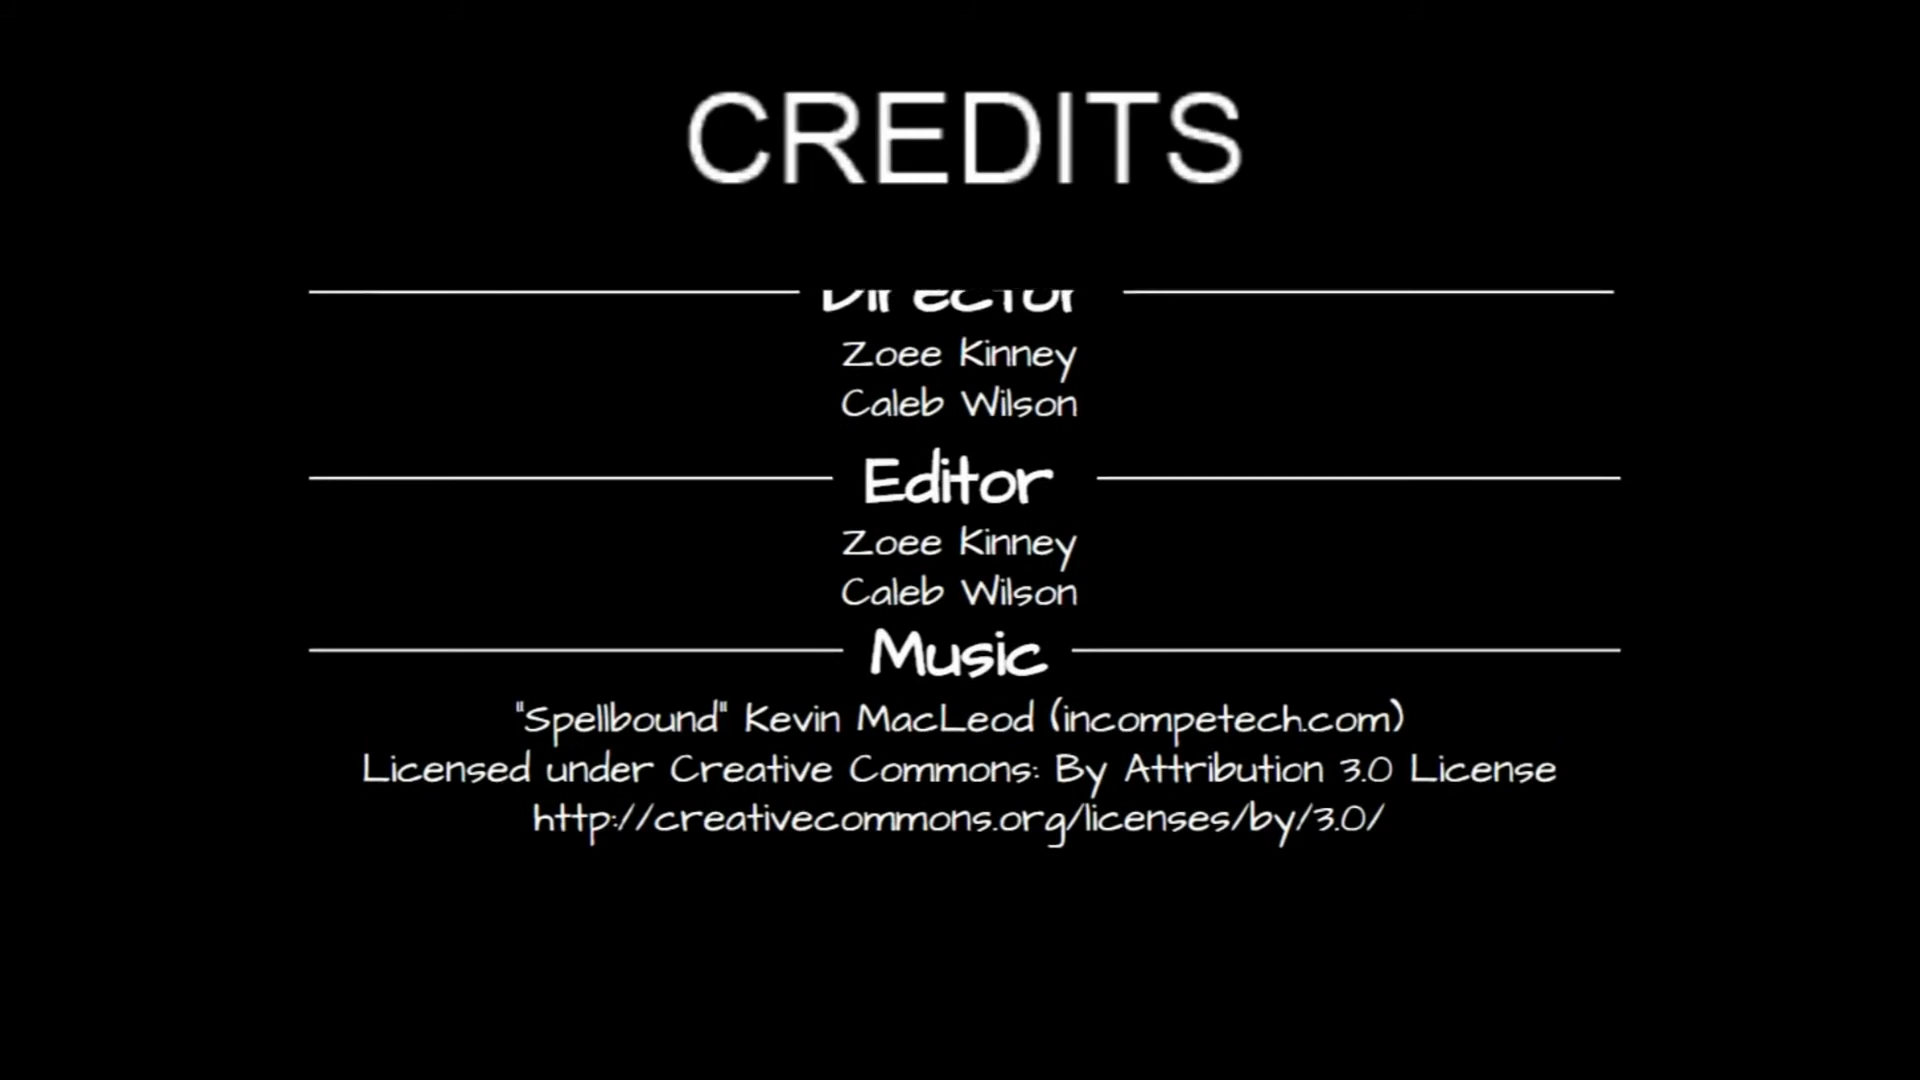 CREDITS
Director
Zoee Kinney
Caleb Wilson
Editor
Zoee Kinney
Caleb Wilson
Music
"Spellbound" Kevin MacLeod (incompetech.com)
Licensed under Creative Commons: By Attribution 3.0 License
http://creativecommons.org/licenses/by/3.0/